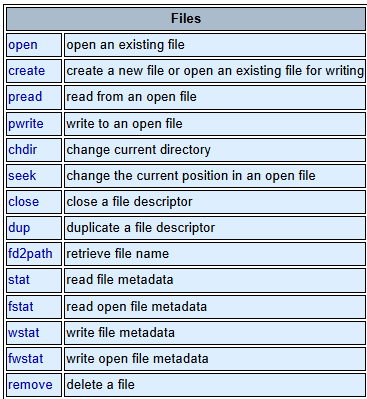 Files
open open an existing file
create create a new file or open an existing file for writing
pread read from an open file
pwrite write to an open file
chdir change current directory
seek change the current position in an open file
close close a file descriptor
dup duplicate a file descriptor
fd2path retrieve file name
stat read file metadata
fstat read open file metadata
wstat write file metadata
fwstat write open file metadata
remove delete a file